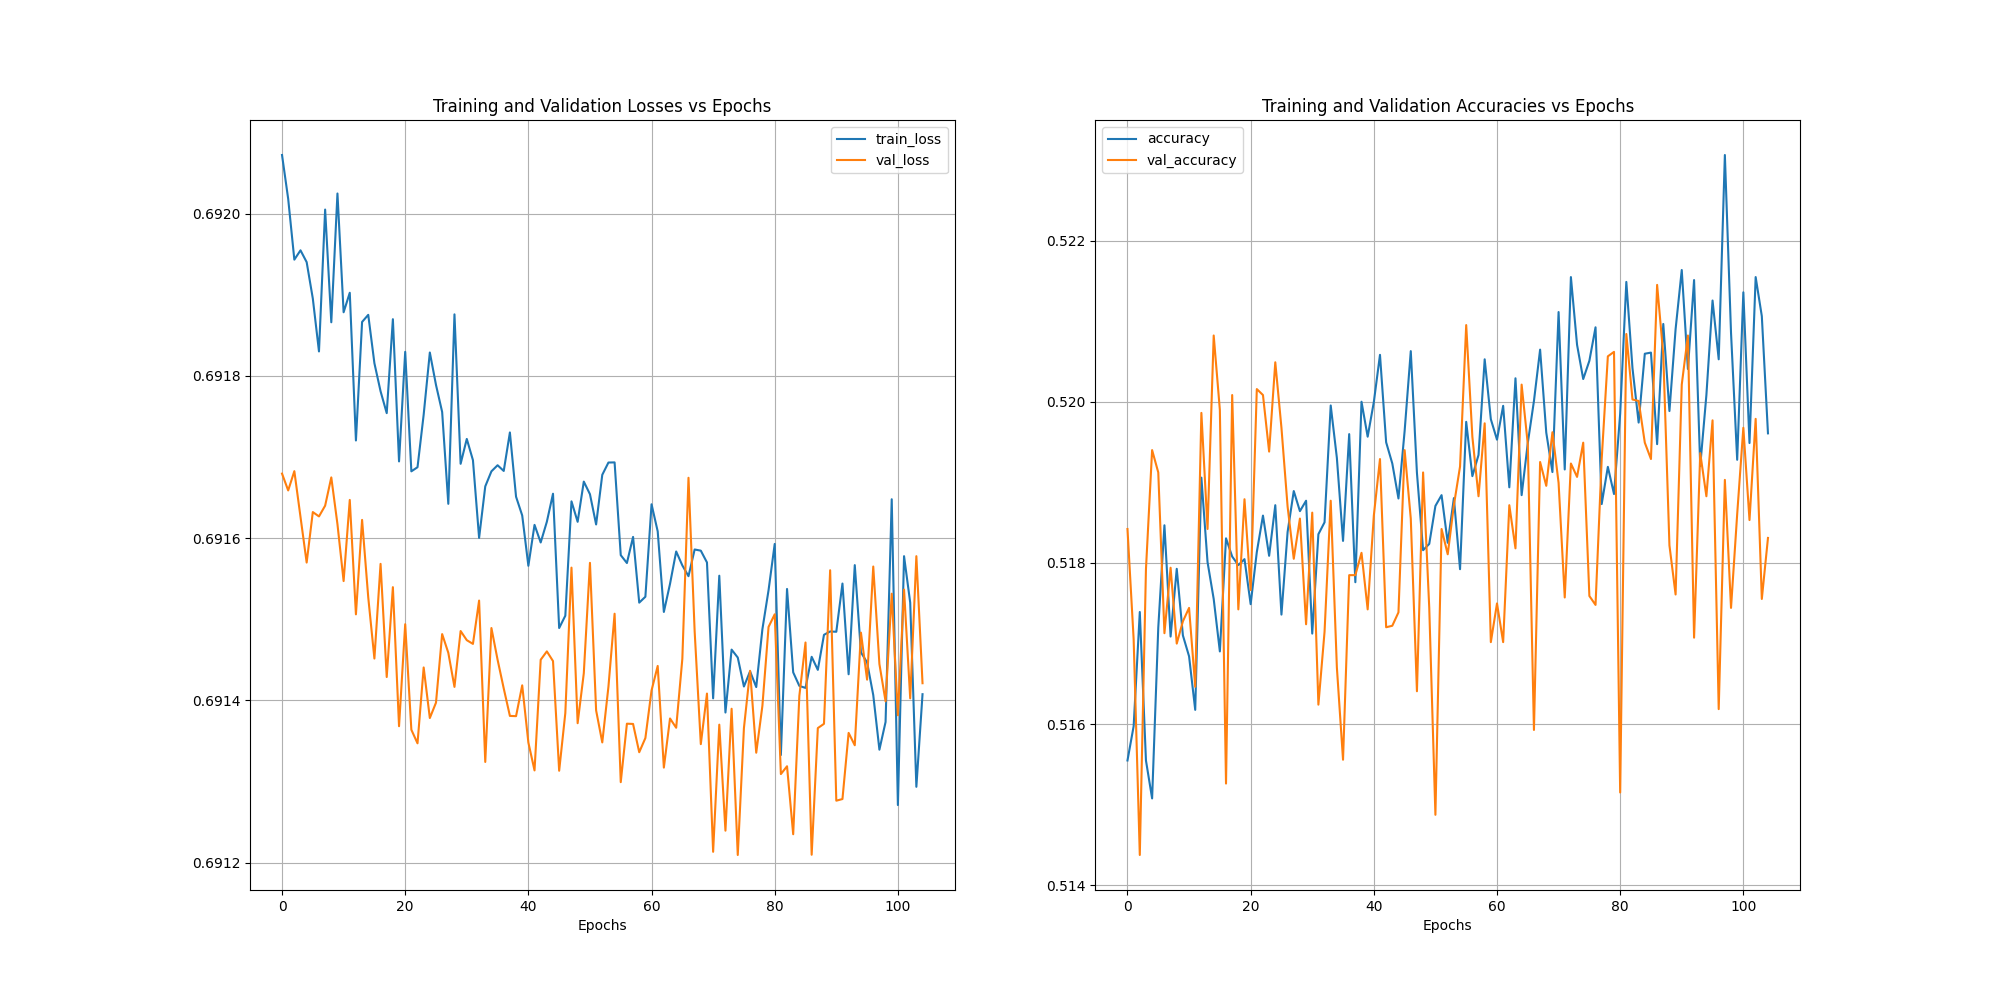 Training and Validation Losses vs Epochs
train_loss
val_loss
0.6920
0.6918
0.6916
0.6914
0.6912
0 20 40 60 80 100
Epochs
Training and Validation Accuracies vs Epochs
accuracy
val_accuracy
0.522
0.520
0.518
0.516
0.514
0 20 40 60 80 100
Epochs